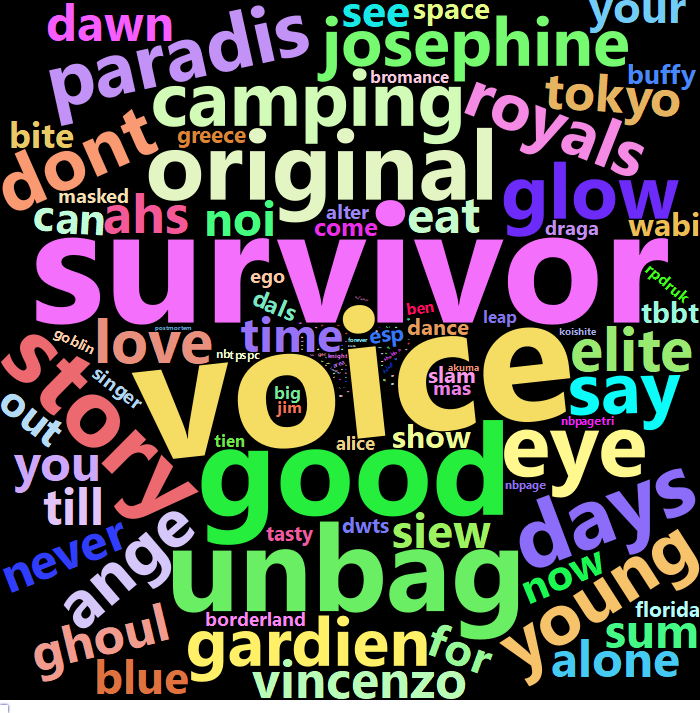 dawn
see
space
your
paradis
josephine
buffy
bromance
camping
royals
tokyo
bite
dont
greece
original
masked
glow
can
ahs
noi
alter
come
eat
draga
wabi
survivor
rpdruk
ego
dals
ben
leap
tbbt
goblin
postmortem
love
time
forever
esp
dance
koishite
elite
nbtpspc
knight
akuma
story
singer
voice
slam
mas
say
big
jim
out
nbpagetri
tien
alice
show
eye
you
good
nbpage
till
tasty
dwts
siew
days
never
ange
unbag
now
young
ghoul
borderland
florida
gardien
for
sum
blue
vincenzo
alone